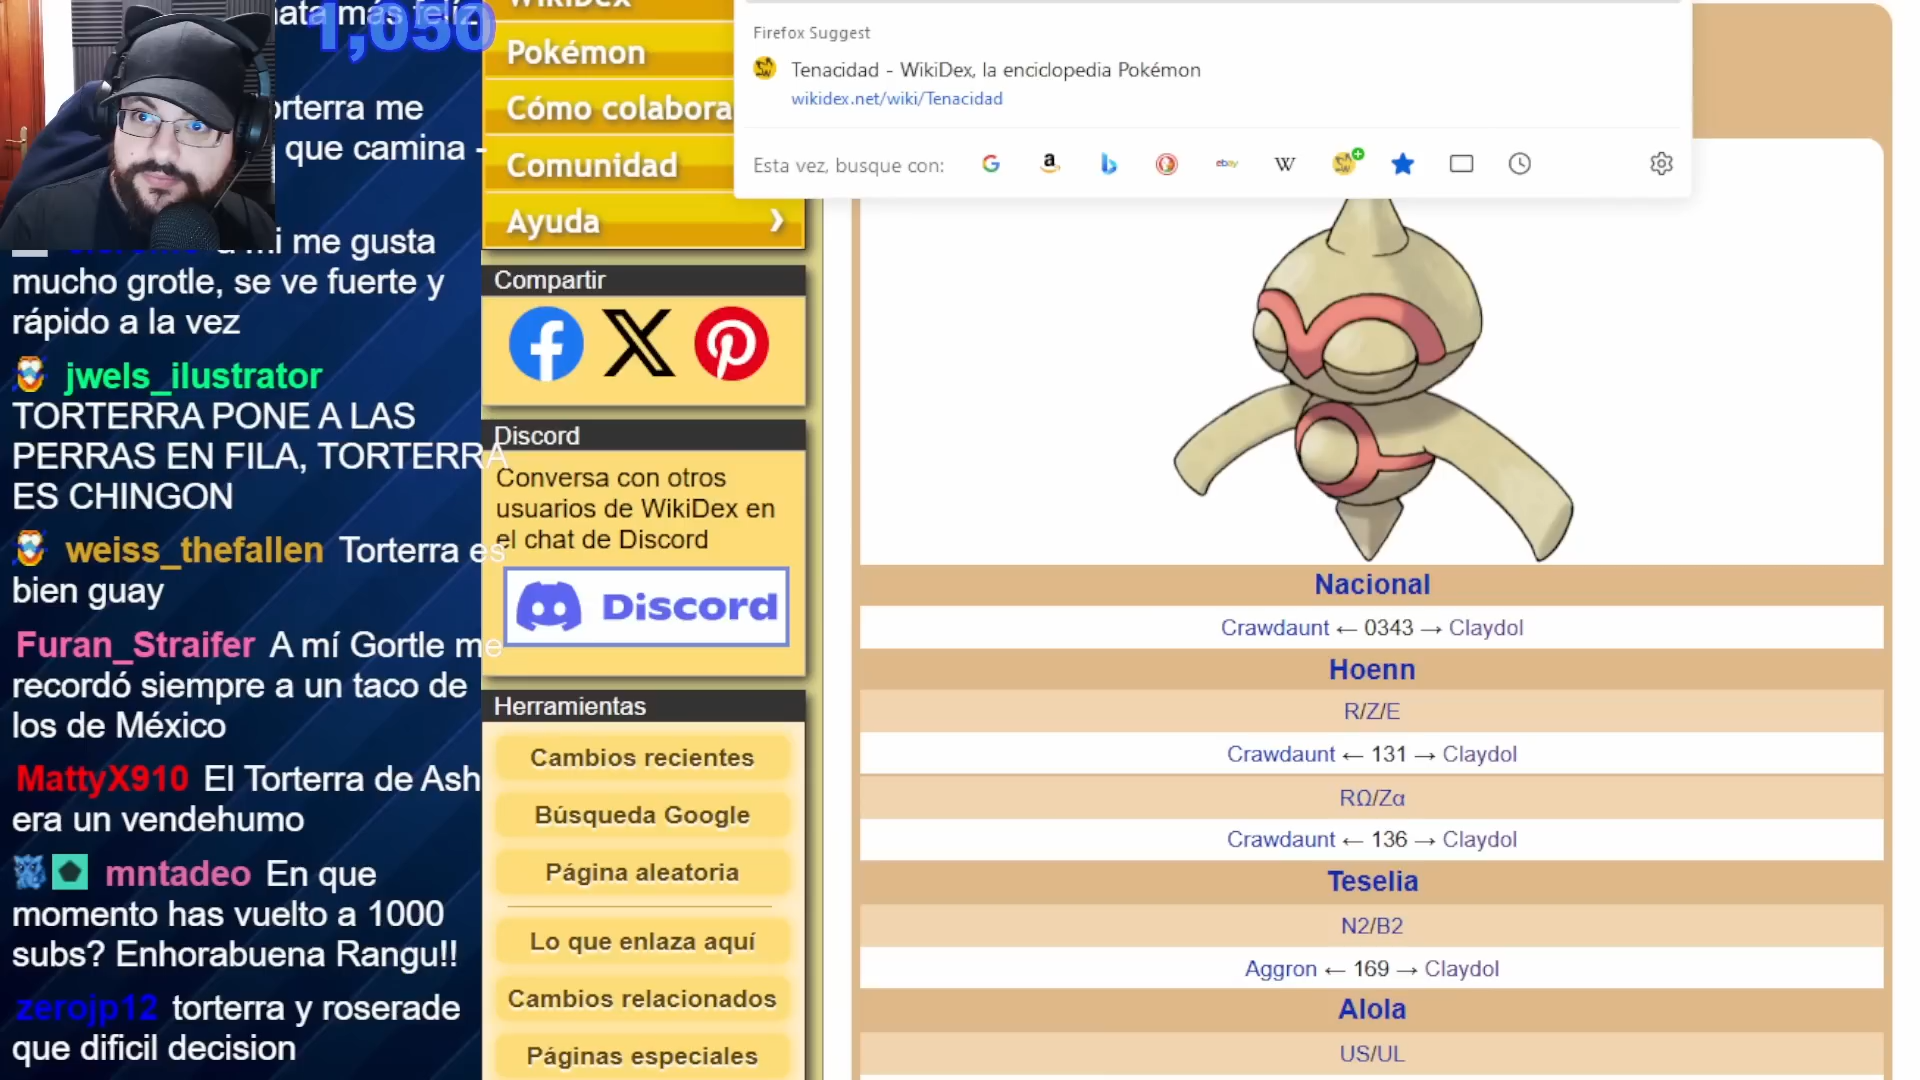 ata más feliz
1,050
orterra me
que camina -
i me gusta
mucho grotle, se ve fuerte y
rápido a la vez
jwels_ilustrator
TORTERRA PONE A LAS
PERRAS EN FILA, TORTERRA
ES CHINGON
weiss_thefallen Torterra es
bien guay
Furan_Straifer A mí Gortle me
recordó siempre a un taco de
los de México
MattyX910 El Torterra de Ash
era un vendehumo
mntadeo En que
momento has vuelto a 1000
subs? Enhorabuena Rangu!!
zerojp12 torterra y roserade
que dificil decision
WikiDex
Pokémon
Cómo colabora
Comunidad
Ayuda
Compartir
Discord
Conversa con otros
usuarios de WikiDex en
el chat de Discord
Discord
Herramientas
Cambios recientes
Búsqueda Google
Página aleatoria
Lo que enlaza aquí
Cambios relacionados
Páginas especiales
Firefox Suggest
Tenacidad - WikiDex, la enciclopedia Pokémon
wikidex.net/wiki/Tenacidad
Esta vez, busque con:
Nacional
Crawdaunt ← 0343 → Claydol
Hoenn
R/Z/E
Crawdaunt ← 131 → Claydol
RΩ/Zα
Crawdaunt ← 136 → Claydol
Teselia
N2/B2
Aggron ← 169 → Claydol
Alola
US/UL